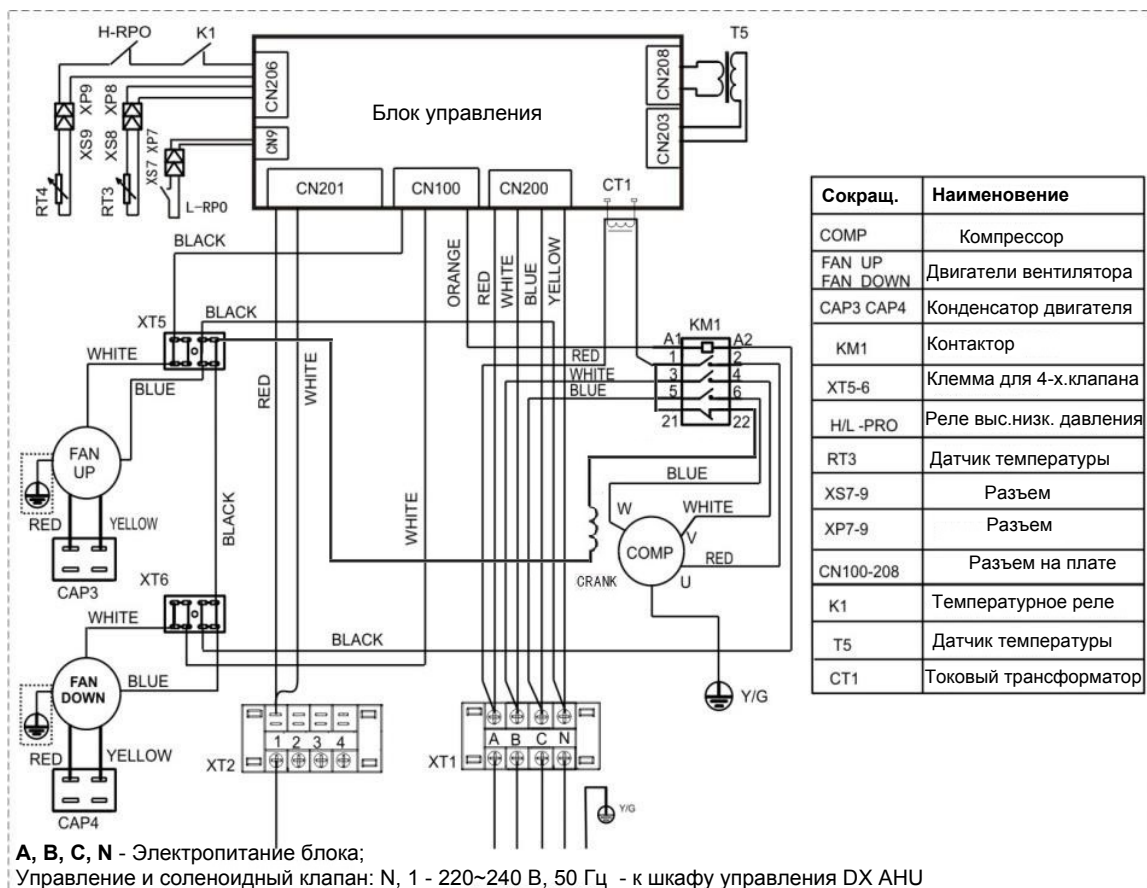 H-RPO K1
T5
CN206
CN208
XP9
XP8
XS9
XS8
Блок управления
CN9
CN203
XS7 XP7
RT4
RT3
L-RPO
CN201
CN100
CN200
CT1
BLACK
ORANGE
RED
WHITE
BLUE
YELLOW
XT5
BLACK
KM1
A1
A2
WHITE
RED
1
2
WHITE
3
4
BLUE
BLUE
5
6
RED
WHITE
21
22
FAN
UP
BLUE
W
WHITE
RED
YELLOW
BLACK
WHITE
COMP
V
RED
CAP3
CRANK
U
XT6
WHITE
BLACK
FAN
DOWN
BLUE
Y/G
RED
YELLOW
XT2
1 2 3 4
XT1
A B C N
CAP4
Y/G
Сокращ. Наименование
COMP Компрессор
FAN UP
FAN DOWN
Двигатели вентилятора
CAP3 CAP4 Конденсатор двигателя
KM1 Контактор
XT5-6 Клемма для 4-х.клапана
H/L -PRO Реле выс.низк. давления
RT3 Датчик температуры
XS7-9 Разъем
XP7-9 Разъем
CN100-208 Разъем на плате
K1 Температурное реле
T5 Датчик температуры
CT1 Токовый трансформатор
A, B, C, N - Электропитание блока;
Управление и соленоидный клапан: N, 1 - 220~240 В, 50 Гц - к шкафу управления DX AHU